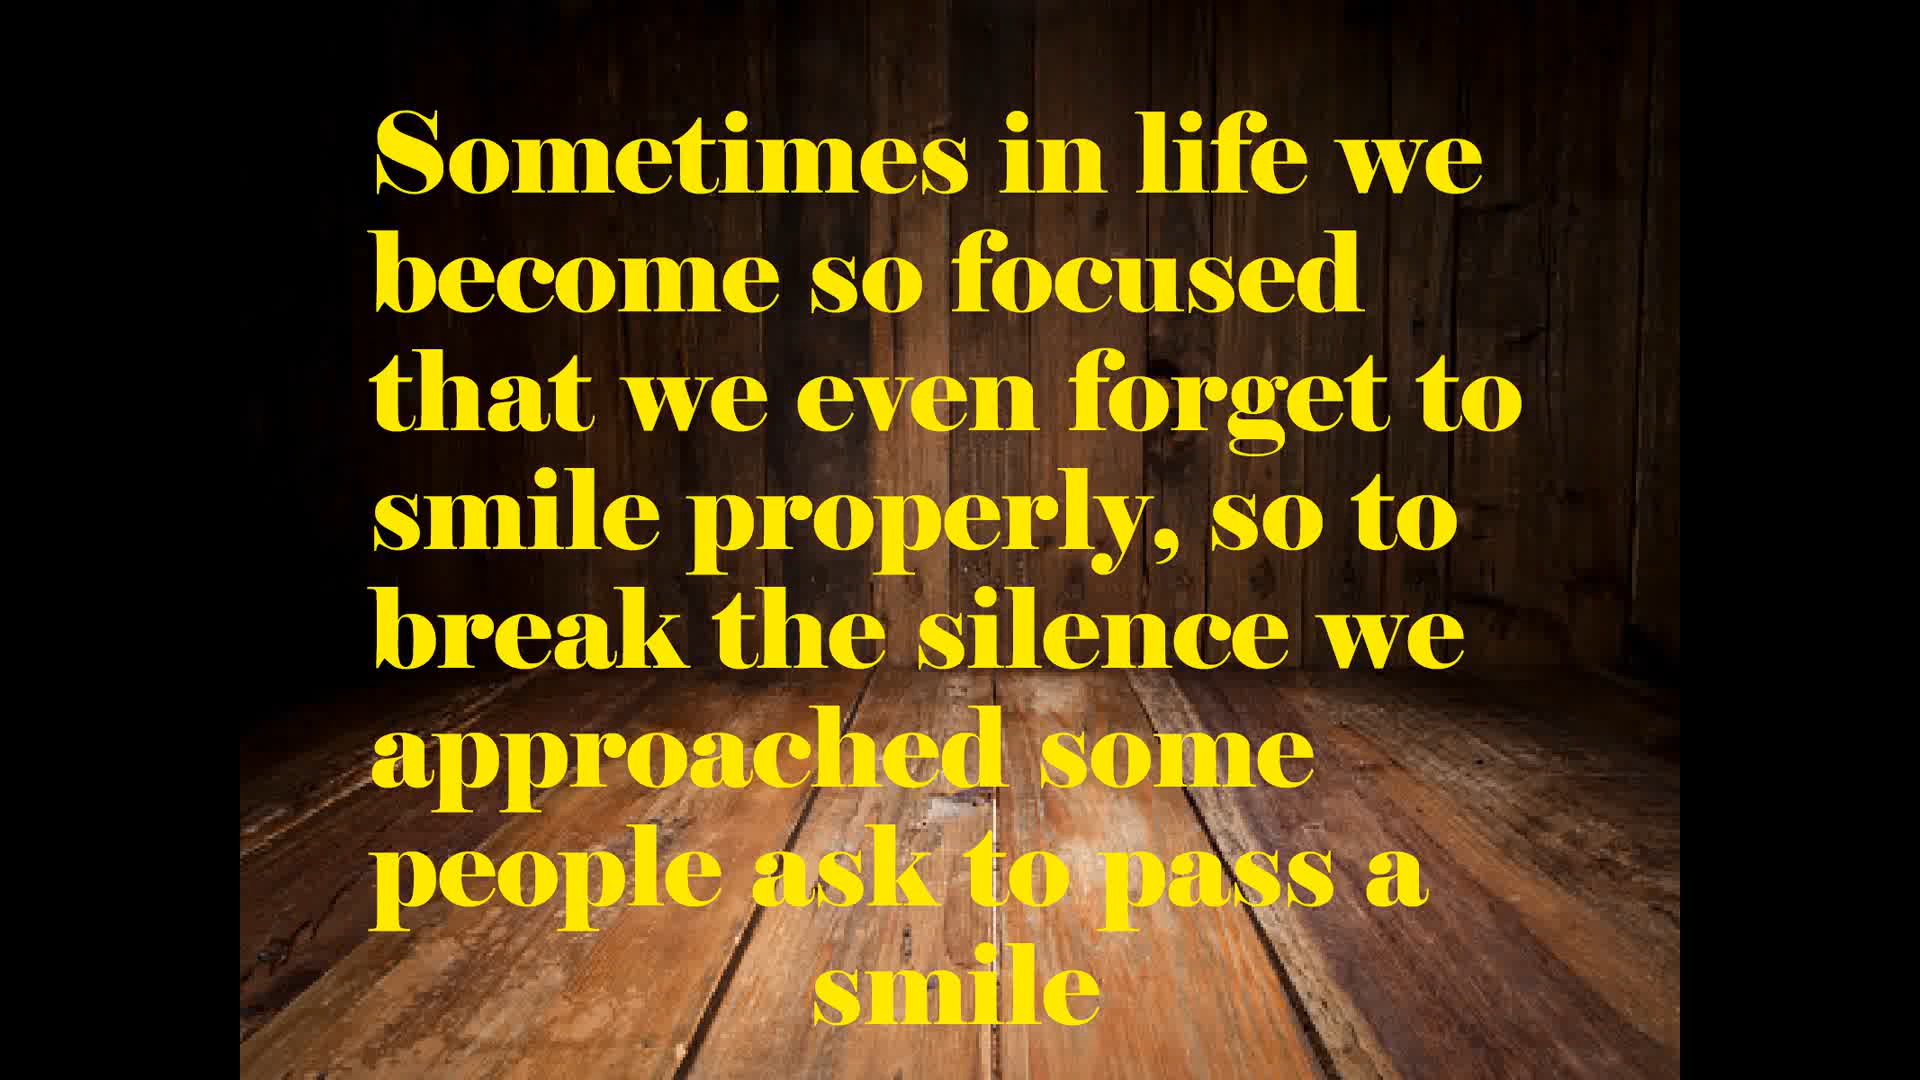 Sometimes in life we
become so focused
that we even forget to
smile properly, so to
break the silence we
approached some
people ask to pass a
smile